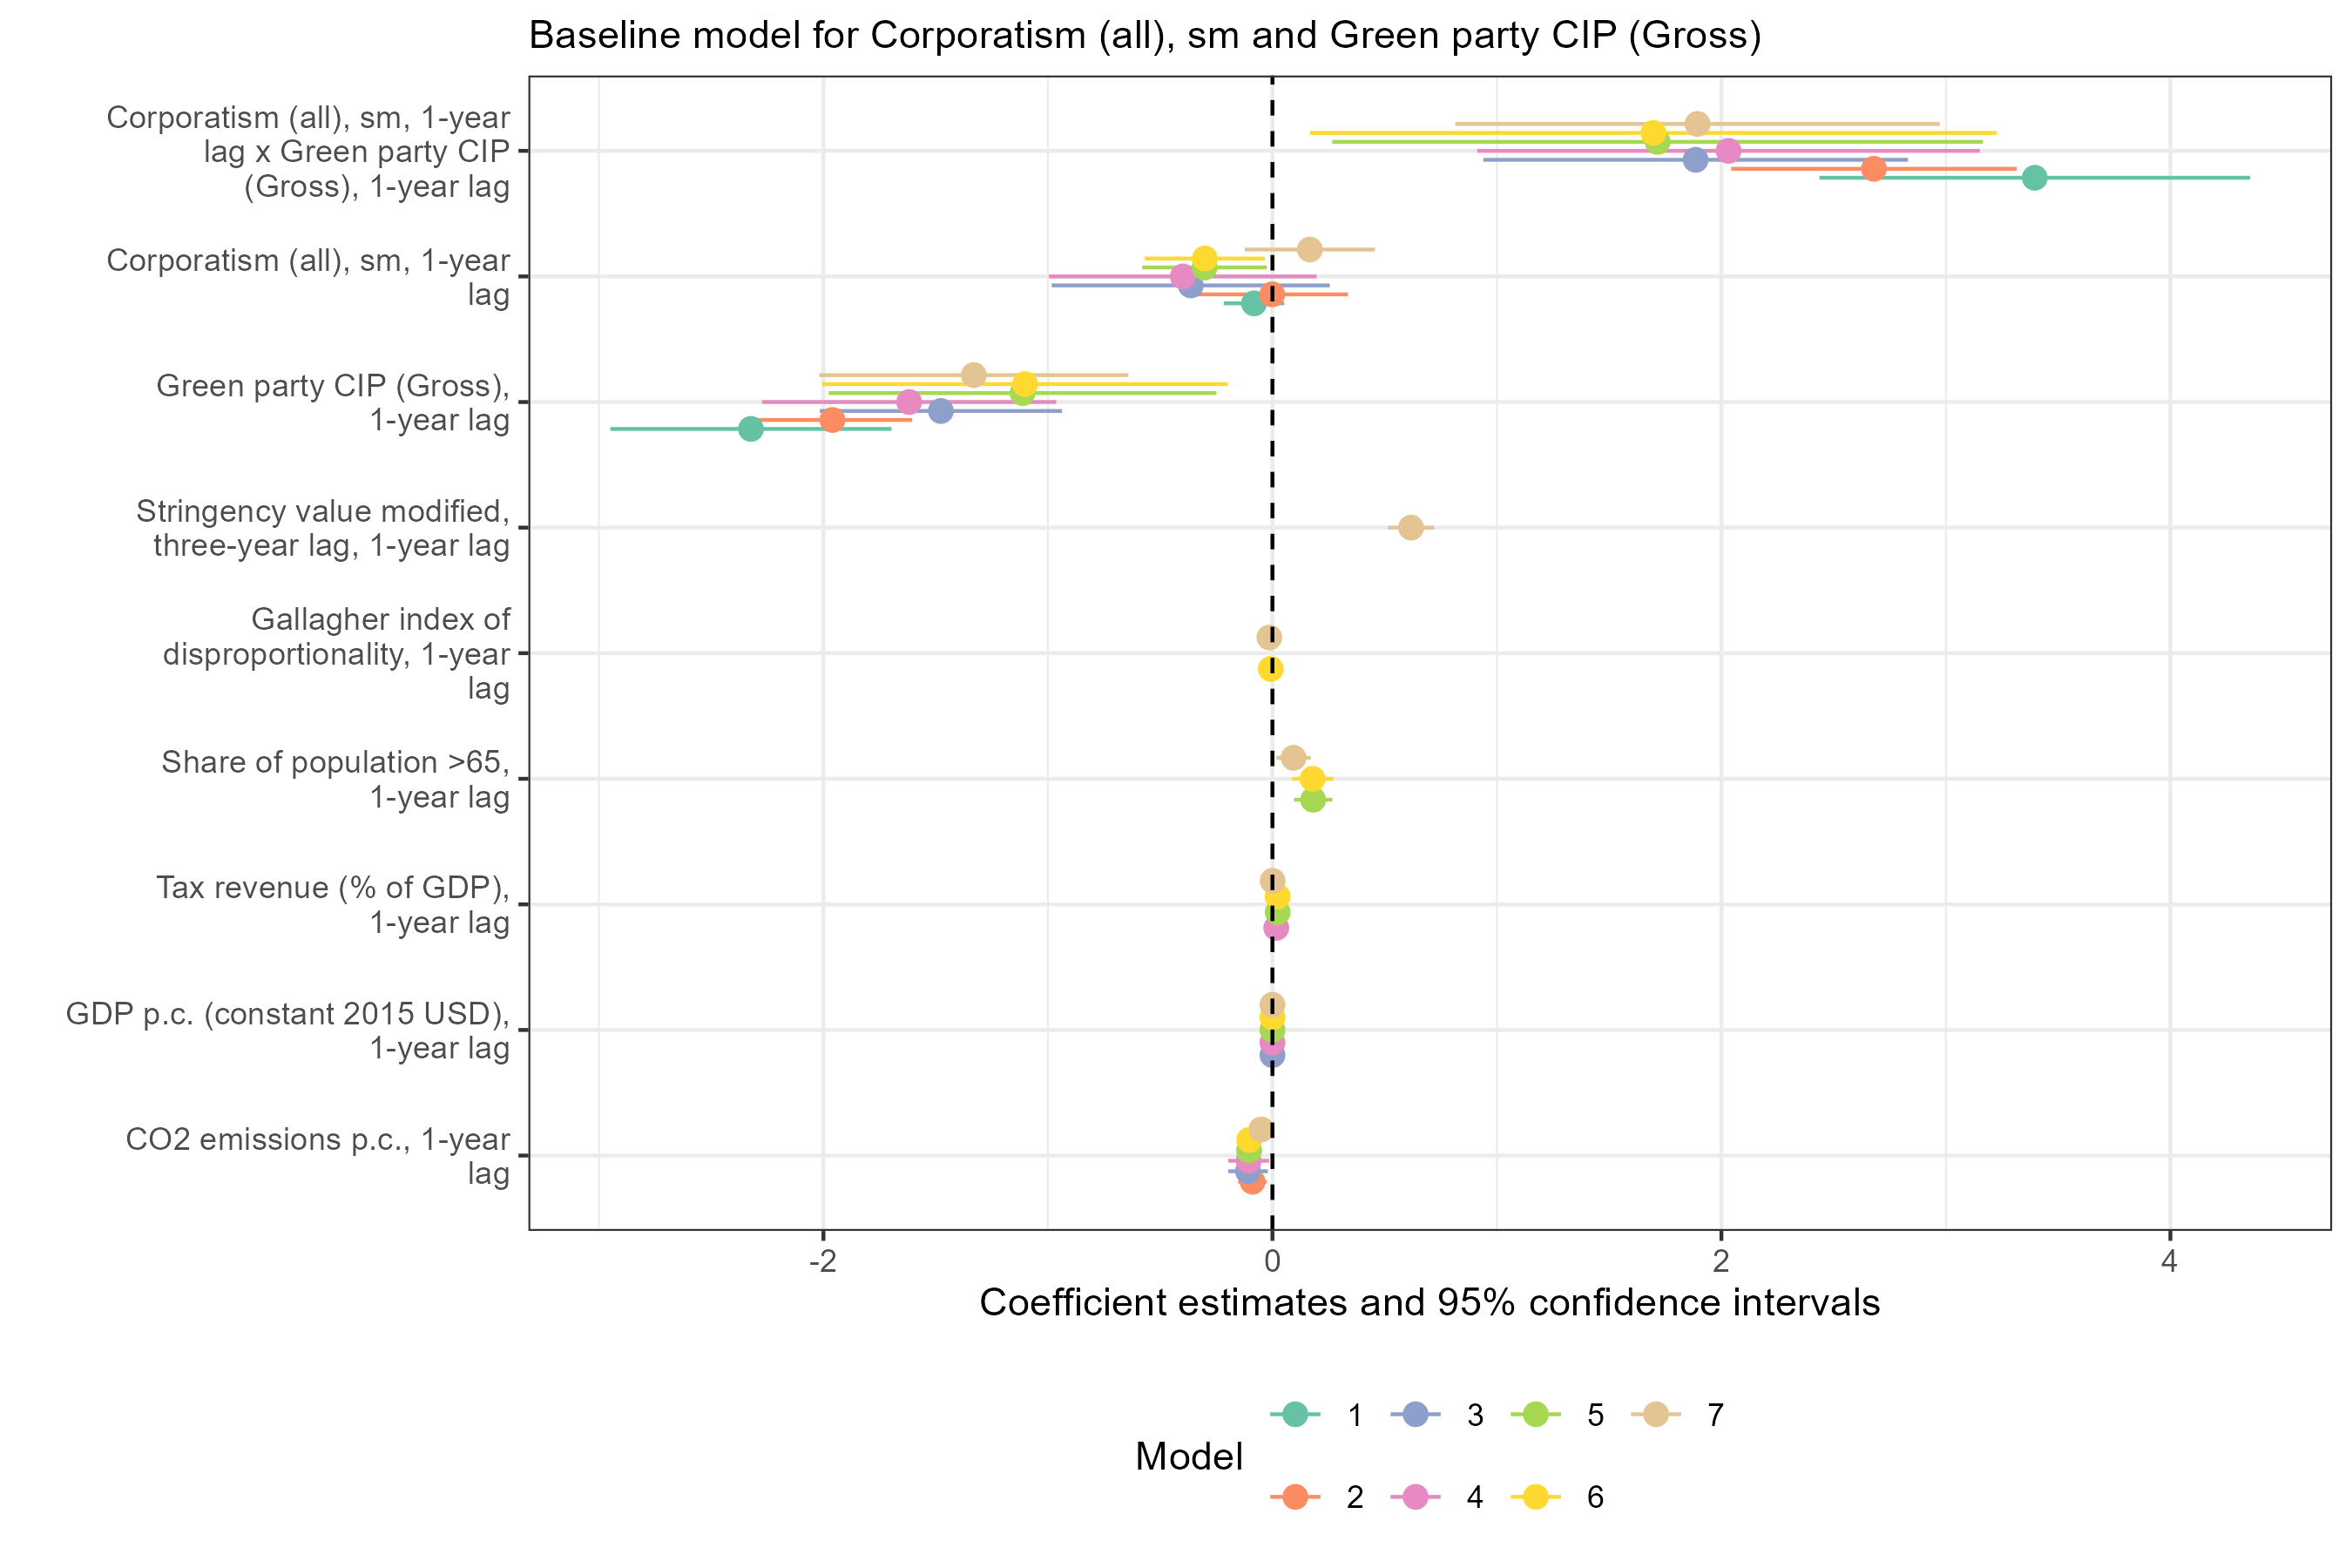 Baseline model for Corporatism (all), sm and Green party CIP (Gross)
Corporatism (all), sm, 1-year
lag x Green party CIP
(Gross), 1-year lag
Corporatism (all), sm, 1-year
lag
Green party CIP (Gross),
1-year lag
Stringency value modified,
three-year lag, 1-year lag
Gallagher index of
disproportionality, 1-year
lag
Share of population >65,
1-year lag
Tax revenue (% of GDP),
1-year lag
GDP p.c. (constant 2015 USD),
1-year lag
CO2 emissions p.c., 1-year
lag
-2 0 2 4
Coefficient estimates and 95% confidence intervals
Model
1 3 5 7
2 4 6